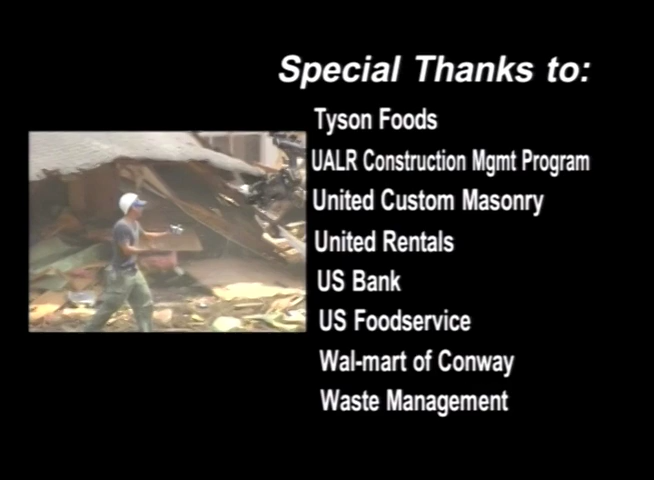 Special Thanks to:
Tyson Foods
UALR Construction Mgmt Program
United Custom Masonry
United Rentals
US Bank
US Foodservice
Wal-mart of Conway
Waste Management